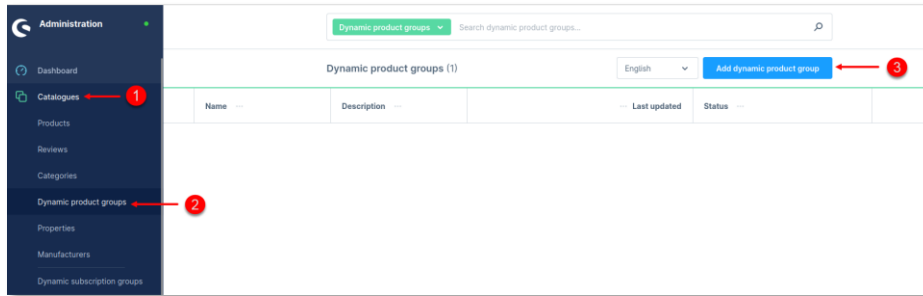 Administration
Dynamic product groups Search dynamic product groups...
Dashboard
Dynamic product groups (1) English Add dynamic product group 3
Catalogues 1
Name Description Last updated Status
Products
Reviews
Categories
Dynamic product groups 2
Properties
Manufacturers
Dynamic subscription groups